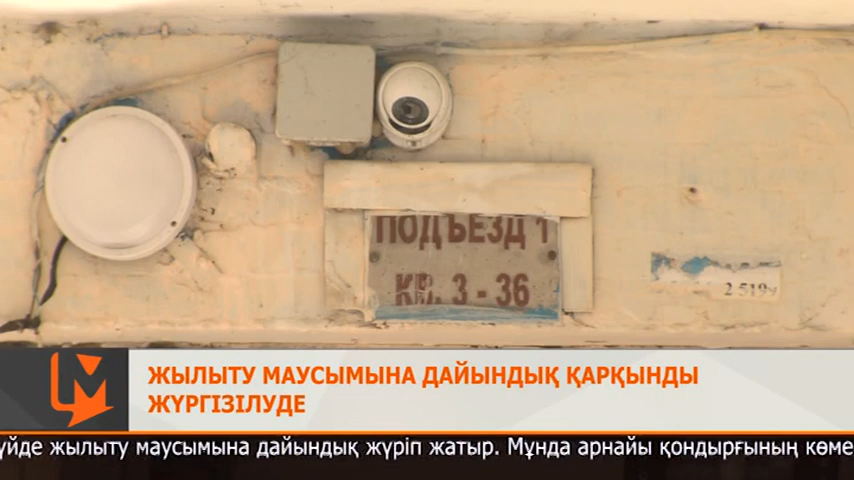 ПОДЪЕЗД 1
КВ. 3 - 36
2 519
ЖЫЛЫТУ МАУСЫМЫНА ДАЙЫНДЫҚ ҚАРҚЫНДЫ
ЖҮРГІЗІЛУДЕ
үйде жылыту маусымына дайындық жүріп жатыр. Мұнда арнайы қондырғының көме